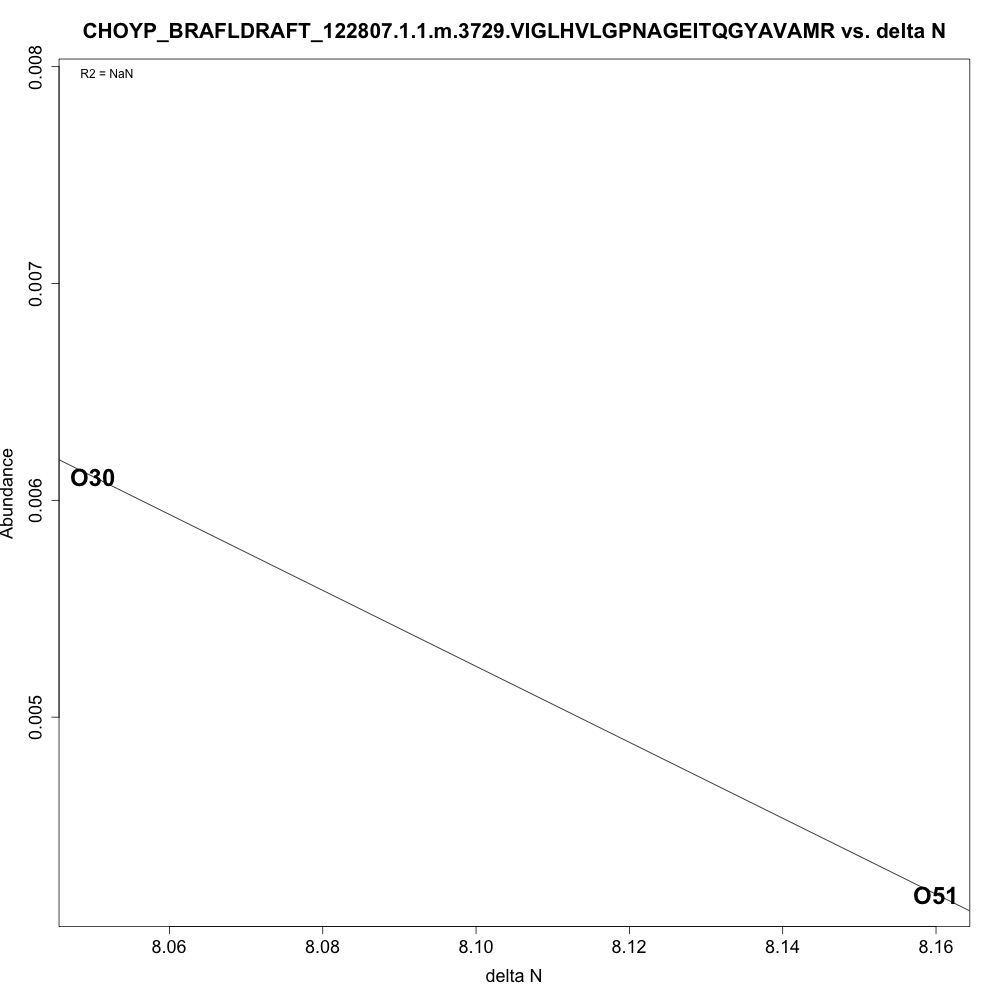 CHOYP_BRAFLDRAFT_122807.1.1.m.3729.VIGLHVLGPNAGEITQGYAVAMR vs. delta N
R2 = NaN
0.008
0.007
0.006
0.005
Abundance
O30
O51
8.06 8.08 8.10 8.12 8.14 8.16
delta N